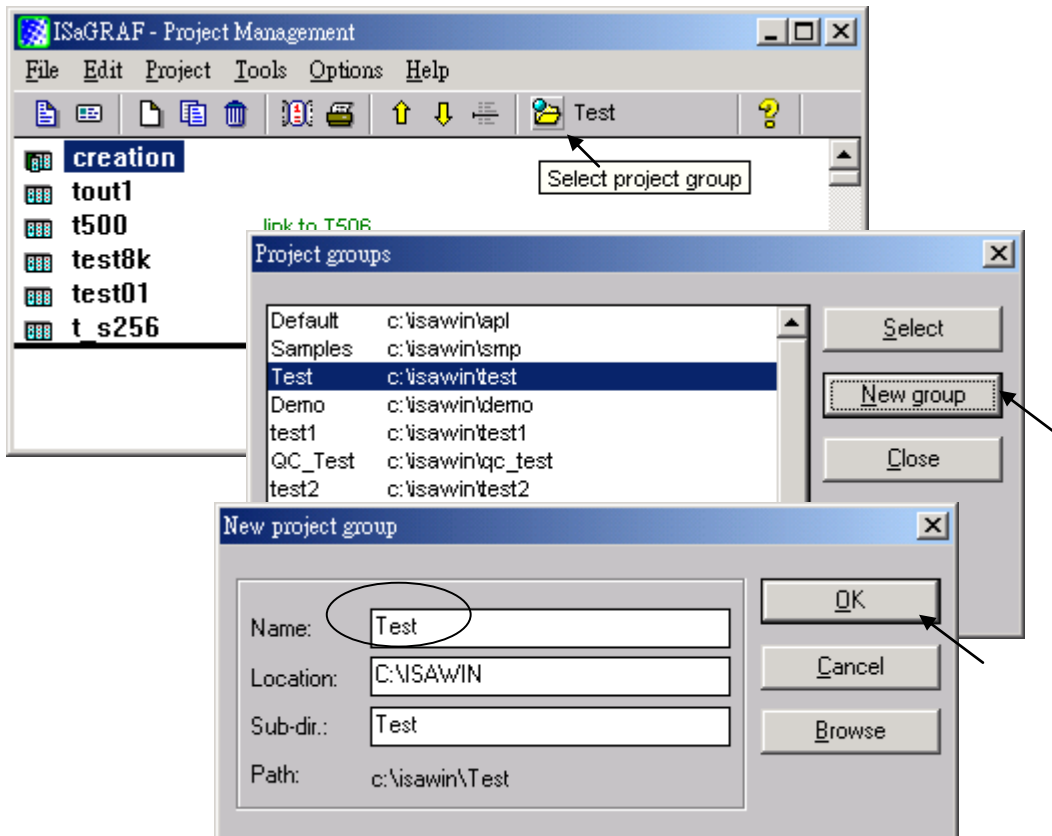 ISaGRAF - Project Management
File Edit Project Tools Options Help
Test
Select project group
creation
tout1
t500 link to T506
test8k
test01
t_s256
Project groups
Default c:\isawin\apl
Samples c:\isawin\smp
Test c:\isawin\test
Demo c:\isawin\demo
test1 c:\isawin\test1
QC_Test c:\isawin\qc_test
test2 c:\isawin\test2
Select
New group
Close
New project group
Name: Test
Location: C:\ISAWIN
Sub-dir.: Test
Path: c:\isawin\Test
OK
Cancel
Browse